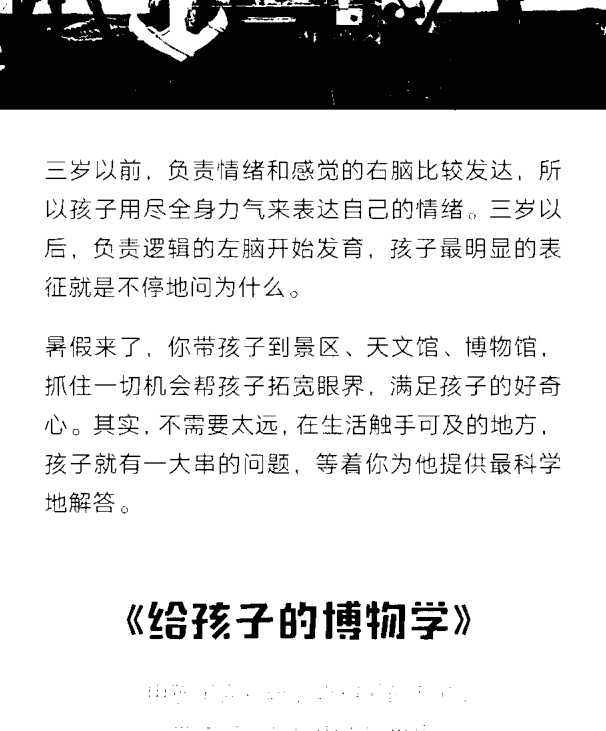 三岁以前，负责情绪和感觉的右脑比较发达，所
以孩子用尽全身力气来表达自己的情绪。三岁以
后，负责逻辑的左脑开始发育，孩子最明显的表
征就是不停地问为什么。
暑假来了，你带孩子到景区、天文馆、博物馆，
抓住一切机会帮孩子拓宽眼界，满足孩子的好奇
心。其实，不需要太远，在生活触手可及的地方，
孩子就有一大串的问题，等着你为他提供最科学
地解答。
《给孩子的博物学》